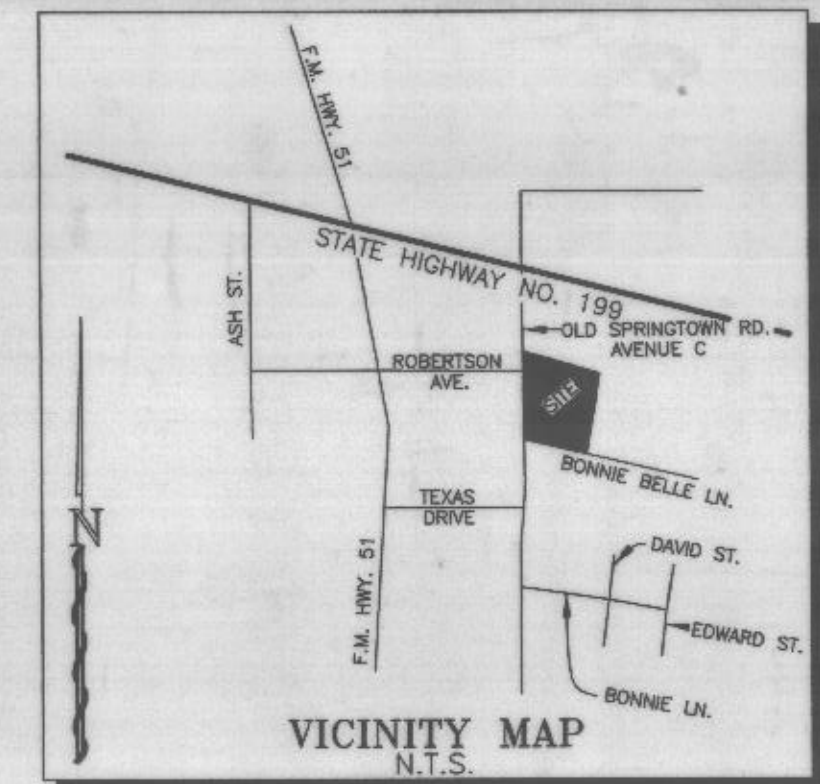 F.M. HWY. 51
STATE HIGHWAY NO. 199
ASH ST.
OLD SPRINGTOWN RD.
AVENUE C
ROBERTSON
AVE.
SITE
BONNIE BELLE LN.
TEXAS
DRIVE
DAVID ST.
N
F.M. HWY. 51
EDWARD ST.
BONNIE LN.
VICINITY MAP
N.T.S.